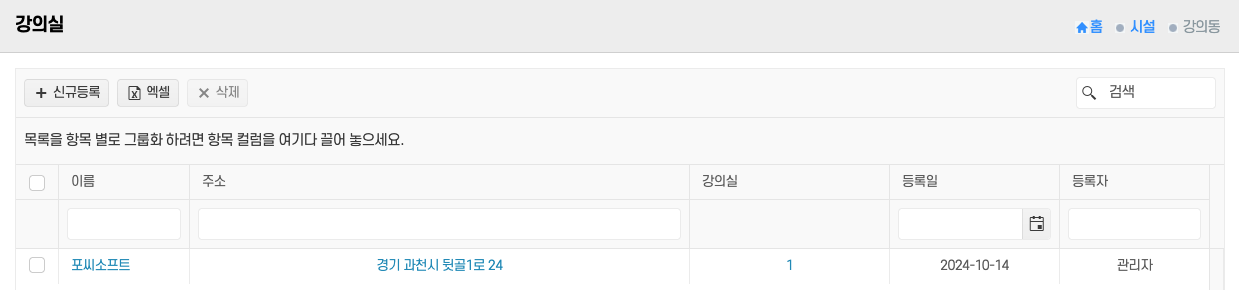 강의실
홈 시설 강의동
신규등록 엑셀 삭제 검색
목록을 항목 별로 그룹화 하려면 항목 컬럼을 여기다 끌어 놓으세요.
이름 주소 강의실 등록일 등록자
포씨소프트 경기 과천시 뒷골1로 24 1 2024-10-14 관리자